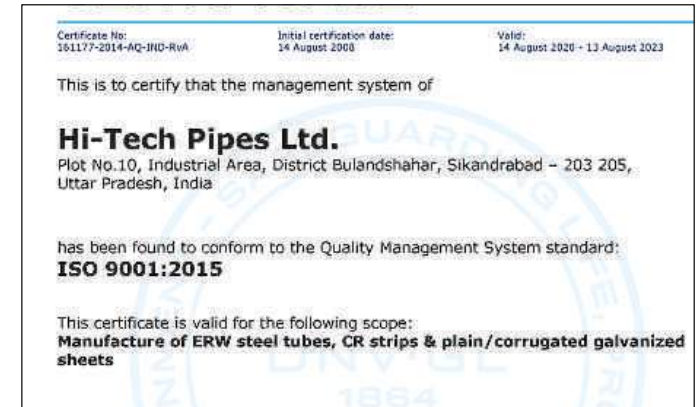 Certificate No:
Initial certification date:
Valid:
161177-2014-AQ-IND-RvA
14 August 2008
14 August 2020 - 13 August 2023
This is to certify that the management system of
Hi-Tech Pipes Ltd.
Plot No.10, Industrial Area, District Bulandshahar, Sikandrabad – 203 205,
Uttar Pradesh, India
has been found to conform to the Quality Management System standard:
ISO 9001:2015
This certificate is valid for the following scope:
Manufacture of ERW steel tubes, CR strips & plain/corrugated galvanized
sheets
1864